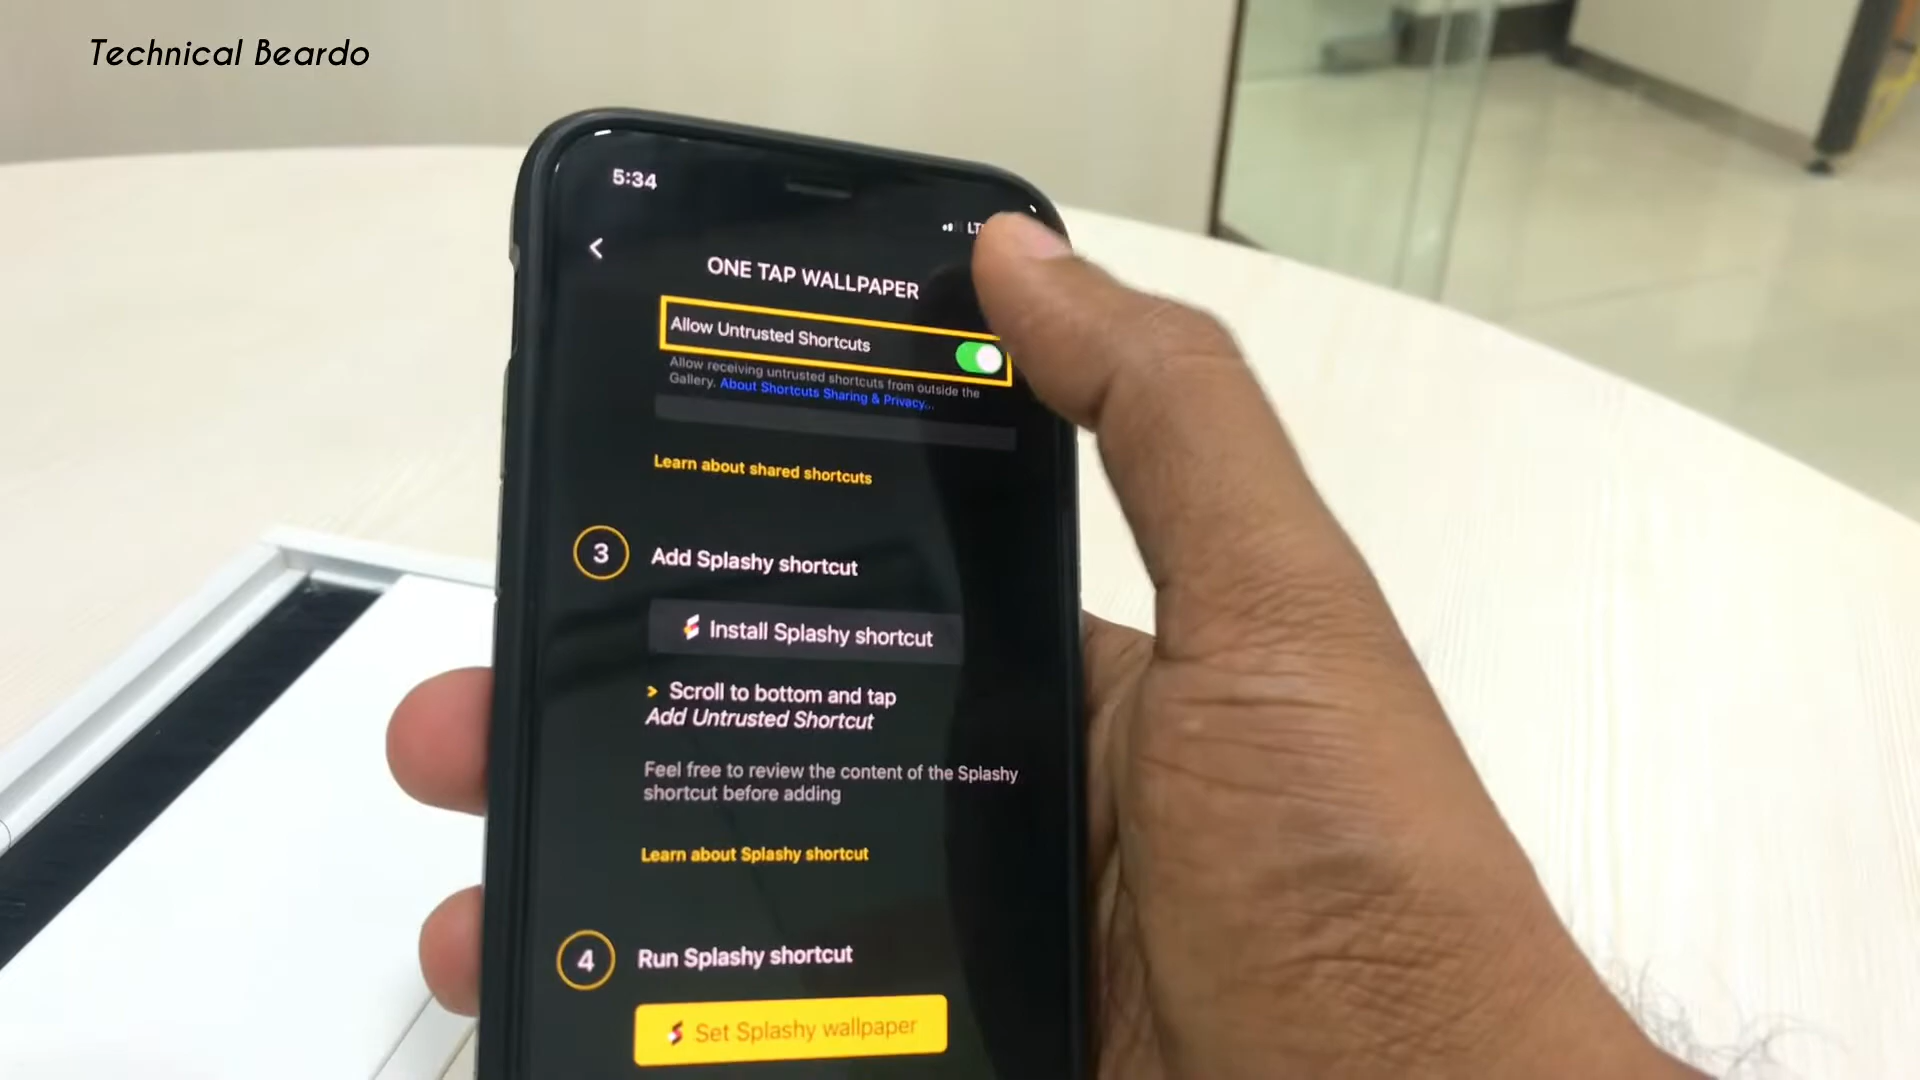 Technical Beardo
5:34
ONE TAP WALLPAPER
Allow Untrusted Shortcuts
Allow receiving untrusted shortcuts from outside the
Gallery. About Shortcuts Sharing & Privacy...
Learn about shared shortcuts
3
Add Splashy shortcut
Install Splashy shortcut
> Scroll to bottom and tap
Add Untrusted Shortcut
Feel free to review the content of the Splashy
shortcut before adding
Learn about Splashy shortcut
4
Run Splashy shortcut
Set Splashy wallpaper